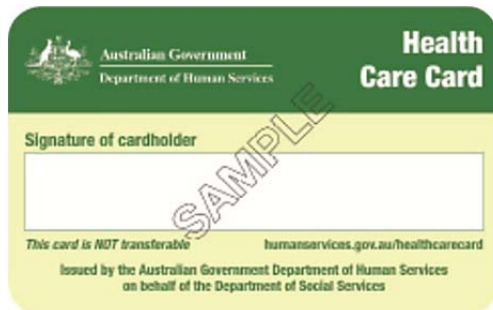 Australian Government
Department of Human Services
Health
Care Card
Signature of cardholder
SAMPLE
This card is NOT transferable
humanservices.gov.au/healthcarecard
Issued by the Australian Government Department of Human Services
on behalf of the Department of Social Services